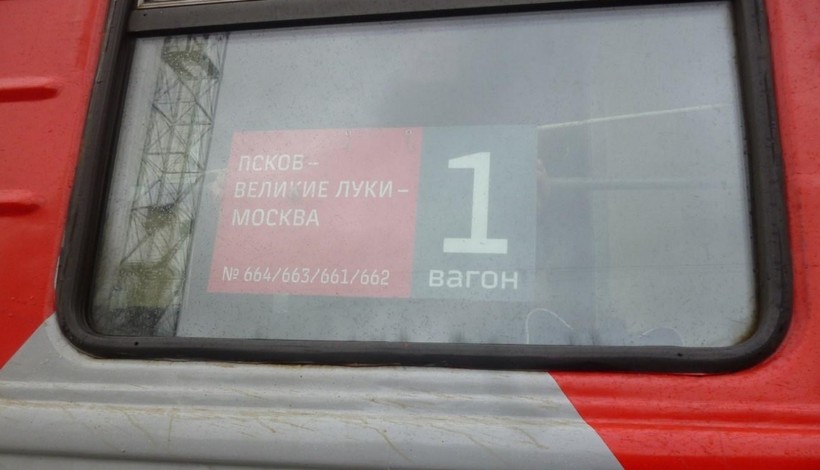 ПСКОВ–
ВЕЛИКИЕ ЛУКИ–
МОСКВА
№ 664/663/661/662
1
вагон